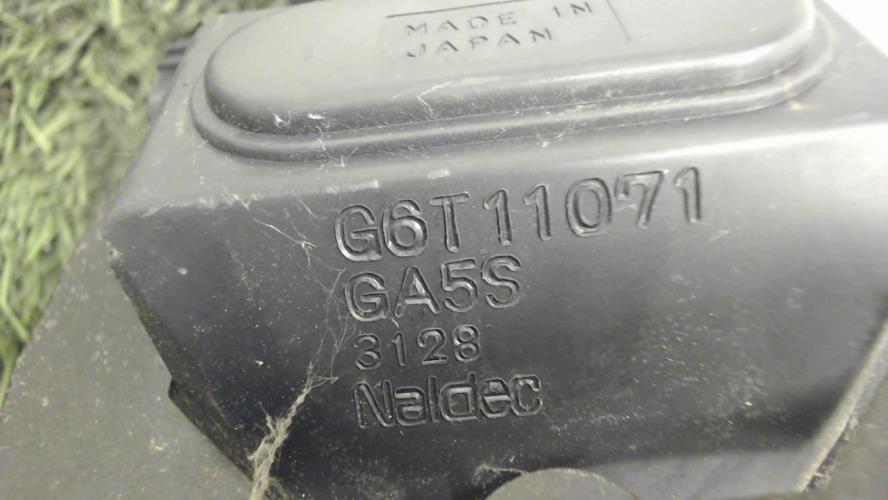 MADE IN
JAPAN
G6T11071
GA5S
3128
Naldec